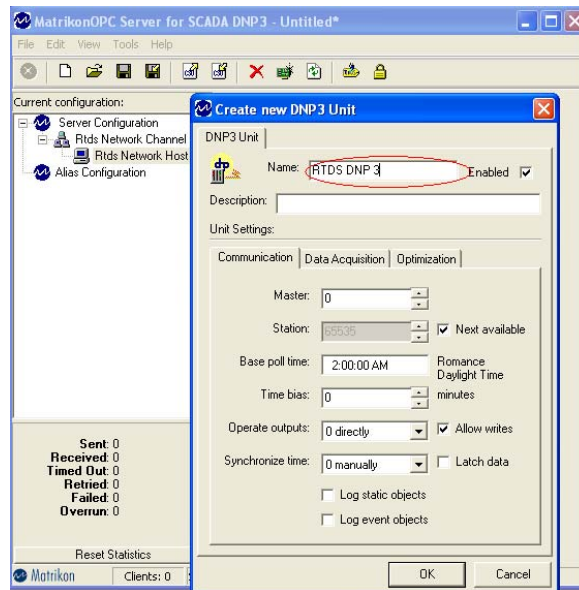 MatrikonOPC Server for SCADA DNP3 - Untitled*
File Edit View Tools Help
Current configuration:
Server Configuration
Rtds Network Channel
Rtds Network Host
Alias Configuration
Create new DNP3 Unit
DNP3 Unit
Name: RTDS DNP 3 Enabled
Description:
Unit Settings:
Communication Data Acquisition Optimization
Master: 0
Station: 65535 Next available
Base poll time: 2:00:00 AM Romance Daylight Time
Time bias: 0 minutes
Operate outputs: 0 directly Allow writes
Synchronize time: 0 manually Latch data
Log static objects
Log event objects
OK Cancel
Sent: 0
Received: 0
Timed Out: 0
Retried: 0
Failed: 0
Overrun: 0
Reset Statistics
Matrikon Clients: 0